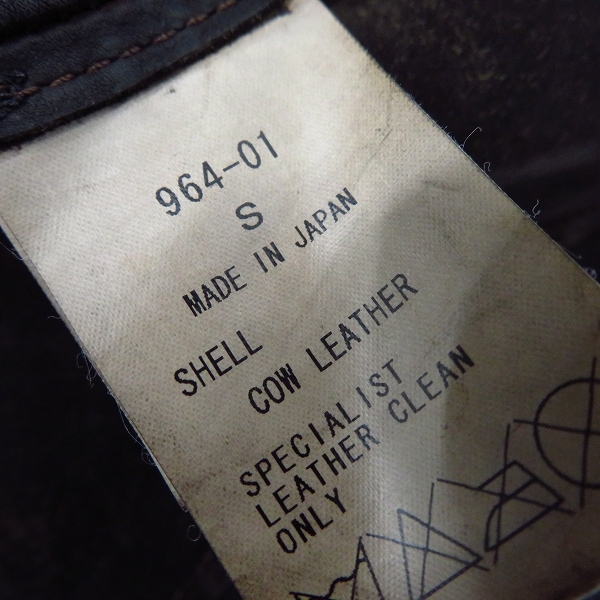 964-01
S
MADE IN JAPAN
SHELL
COW LEATHER
SPECIALIST
LEATHER CLEAN
ONLY